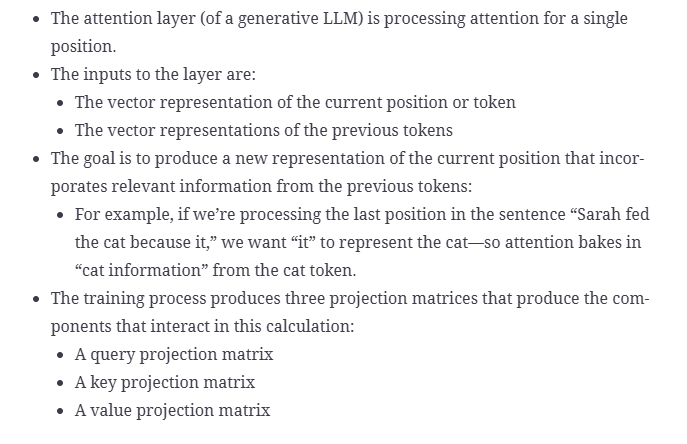 • The attention layer (of a generative LLM) is processing attention for a single
position.
• The inputs to the layer are:
• The vector representation of the current position or token
• The vector representations of the previous tokens
• The goal is to produce a new representation of the current position that incor-
porates relevant information from the previous tokens:
• For example, if we’re processing the last position in the sentence “Sarah fed
the cat because it,” we want “it” to represent the cat—so attention bakes in
“cat information” from the cat token.
• The training process produces three projection matrices that produce the com-
ponents that interact in this calculation:
• A query projection matrix
• A key projection matrix
• A value projection matrix